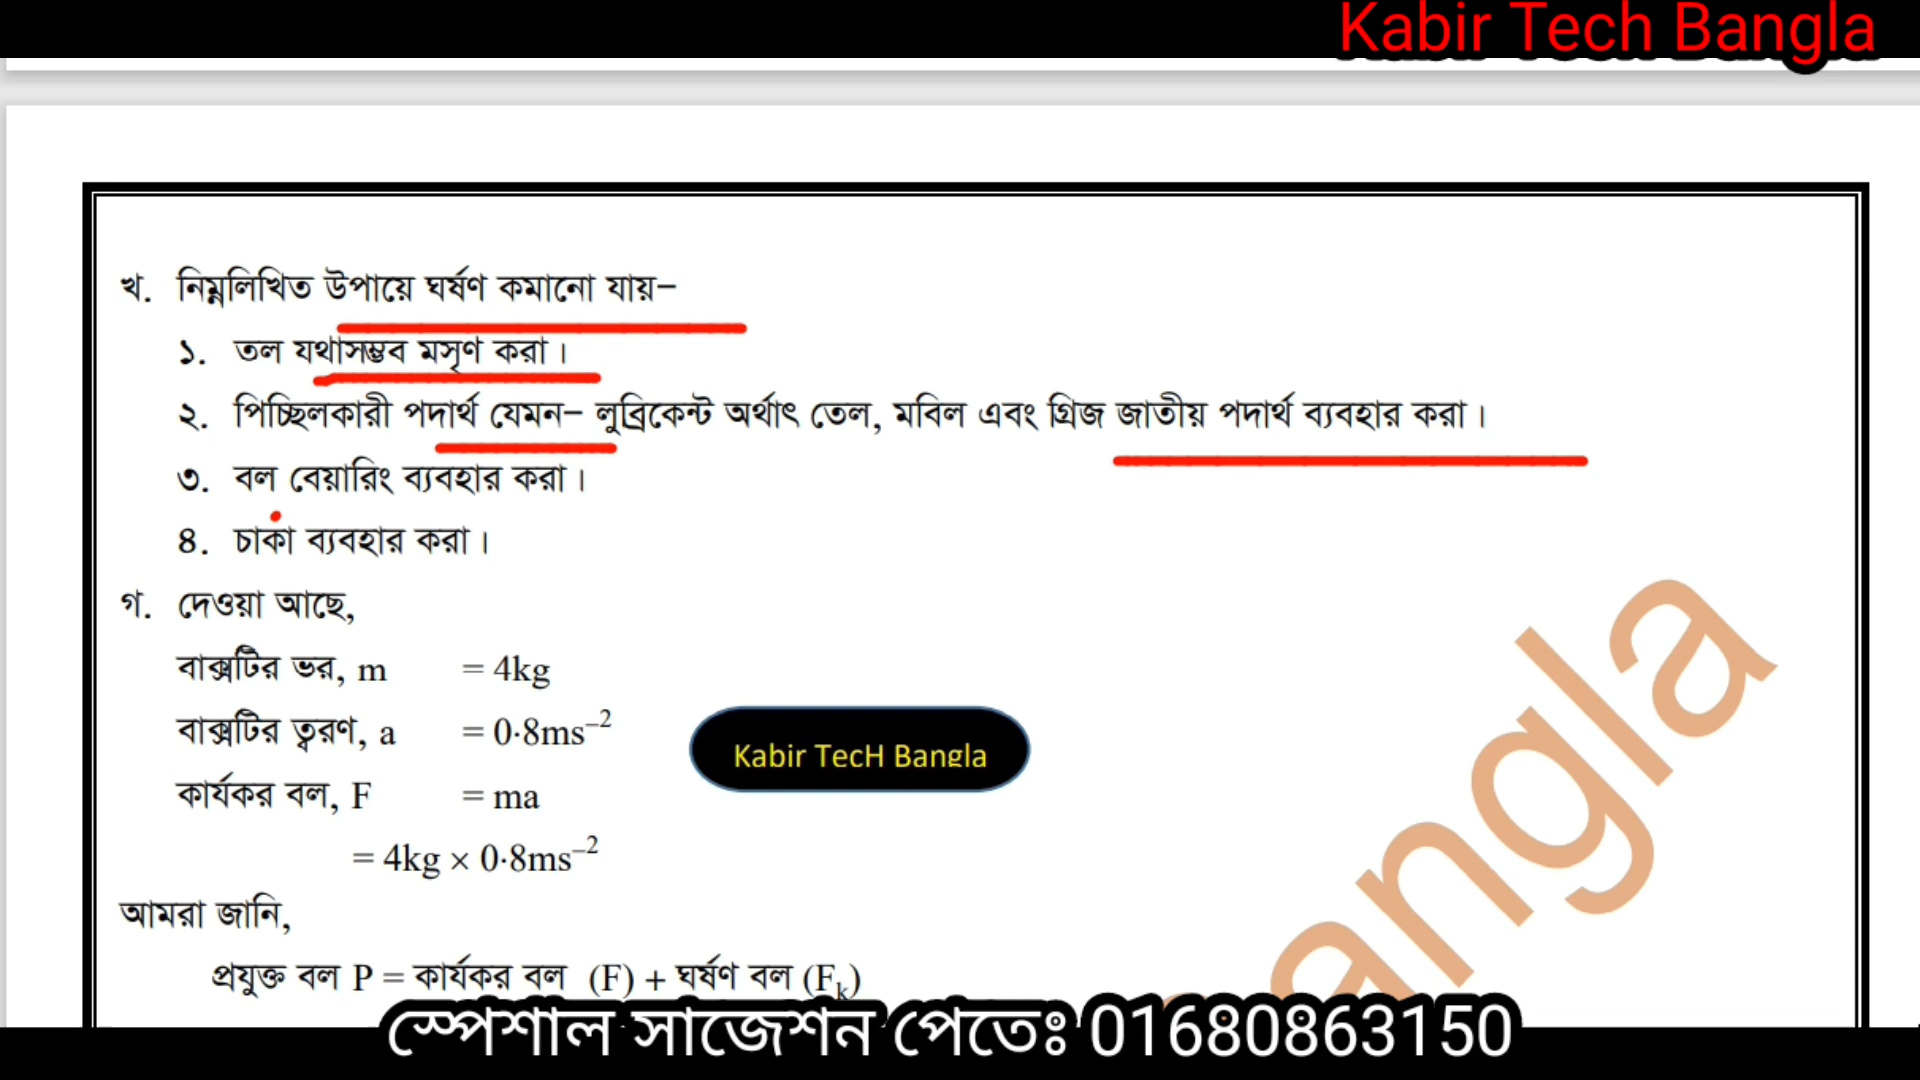 Kabir Tech Bangla
খ. নিম্নলিখিত উপায়ে ঘর্ষণ কমানো যায়–
১. তল যথাসম্ভব মসৃণ করা।
২. পিচ্ছিলকারী পদার্থ যেমন– লুব্রিকেন্ট অর্থাৎ তেল, মবিল এবং গ্রিজ জাতীয় পদার্থ ব্যবহার করা।
৩. বল বেয়ারিং ব্যবহার করা।
৪. চাকা ব্যবহার করা।
গ. দেওয়া আছে,
বাক্সটির ভর, m = 4kg
বাক্সটির ত্বরণ, a = 0·8ms⁻²
Kabir TecH Bangla
কার্যকর বল, F = ma
= 4kg × 0·8ms⁻²
আমরা জানি,
প্রযুক্ত বল P = কার্যকর বল (F) + ঘর্ষণ বল (Fₖ)
angla
স্পেশাল সাজেশন পেতেঃ 01680863150